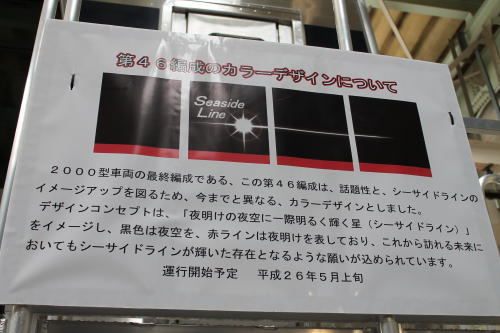 第46編成のカラーデザインについて
Seaside
Line
2000型車両の最終編成である、この第46編成は、話題性と、シーサイドラインの
イメージアップを図るため、今までと異なる、カラーデザインとしました。
デザインコンセプトは、「夜明けの夜空に一際明るく輝く星（シーサイドライン）」
をイメージし、黒色は夜空を、赤ラインは夜明けを表しており、これから訪れる未来に
おいてもシーサイドラインが輝いた存在となるような願いが込められています。
運行開始予定　平成26年5月上旬